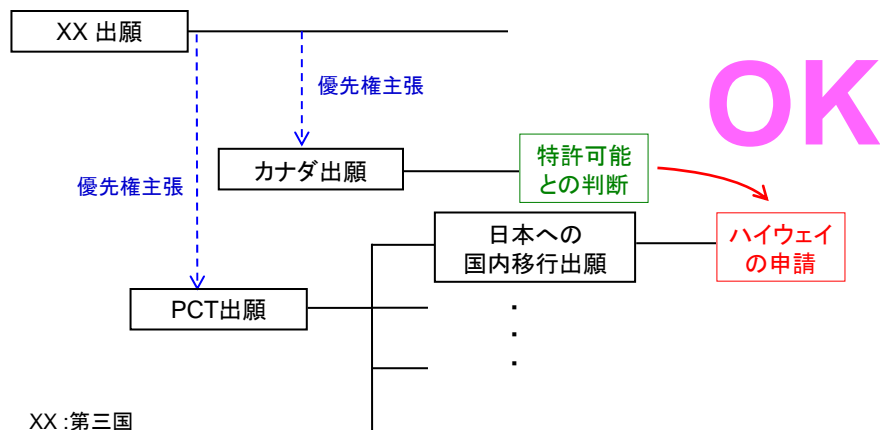 XX 出願
OK
優先権主張
カナダ出願
特許可能
との判断
優先権主張
日本への
国内移行出願
ハイウェイ
の申請
PCT出願
・
・
・
XX :第三国